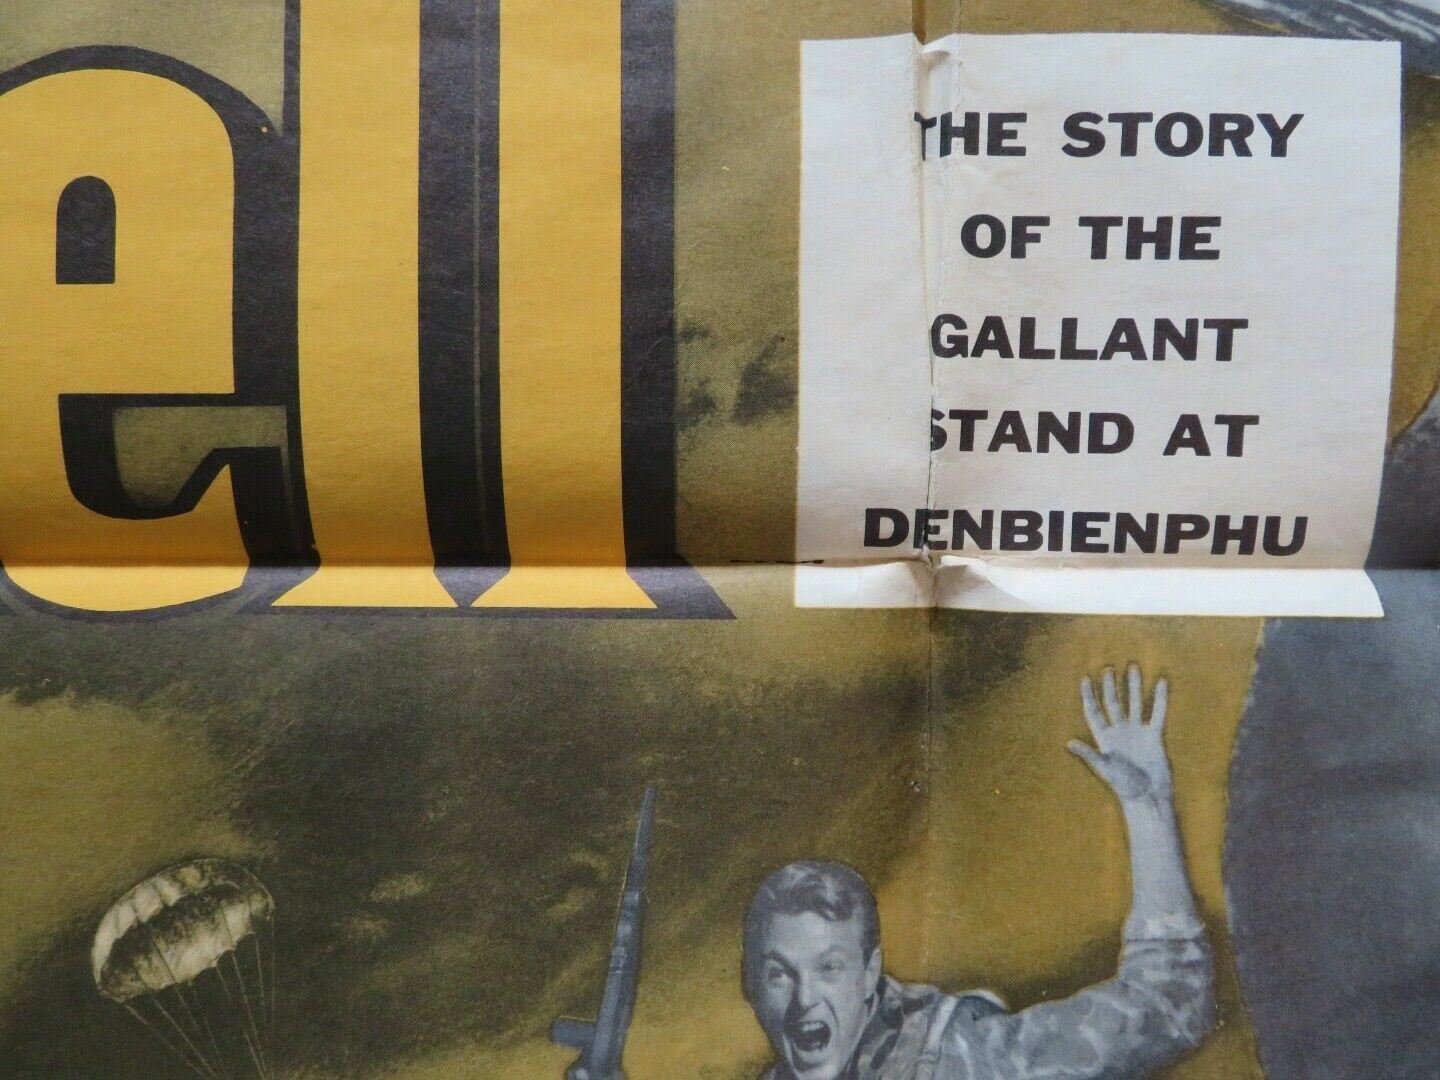 ell
THE STORY
OF THE
GALLANT
STAND AT
DENBIENPHU